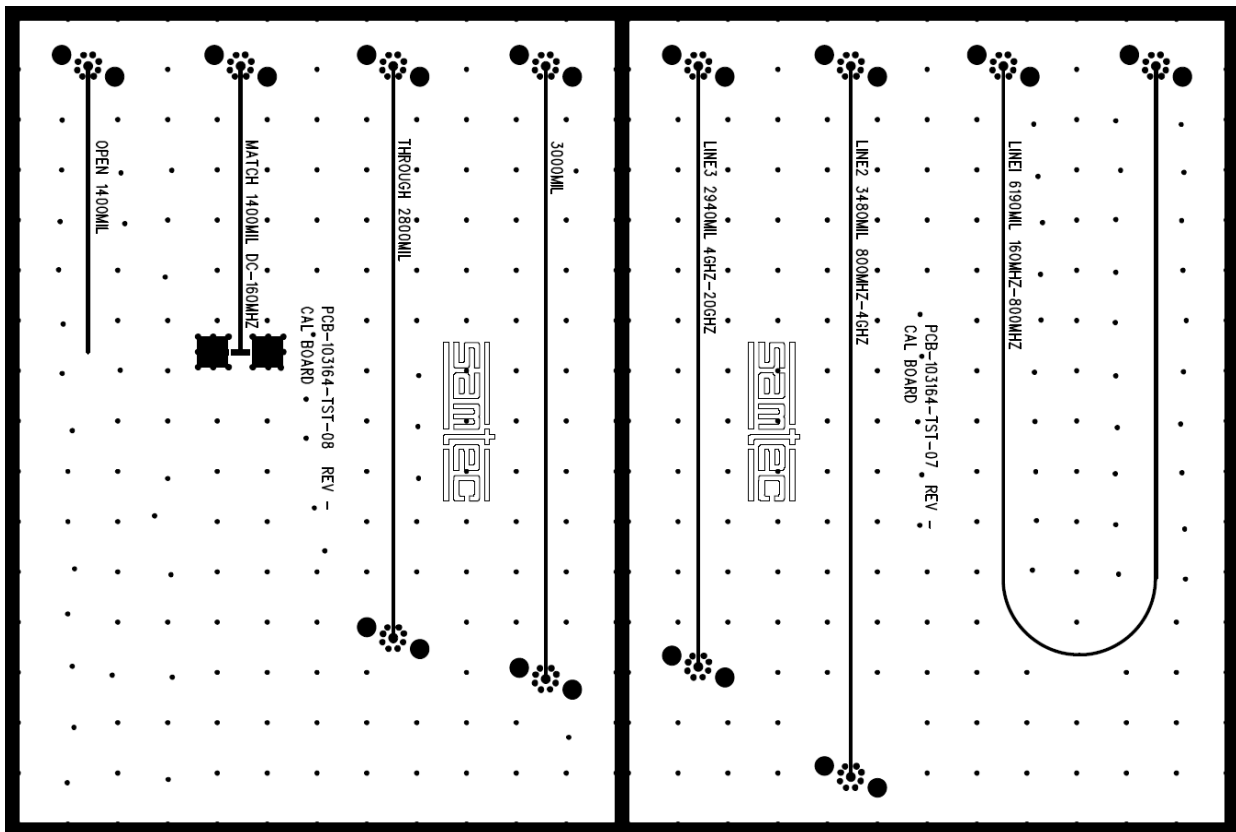 OPEN 1400MIL
MATCH 1400MIL DC-160MHZ
THROUGH 2800MIL
3000MIL
PCB-103164-TST-08 REV -
CAL BOARD
samtec
LINE3 2940MIL 4GHZ-20GHZ
LINE2 3480MIL 800MHZ-4GHZ
LINE1 6190MIL 160MHZ-800MHZ
samtec
PCB-103164-TST-07 REV -
CAL BOARD